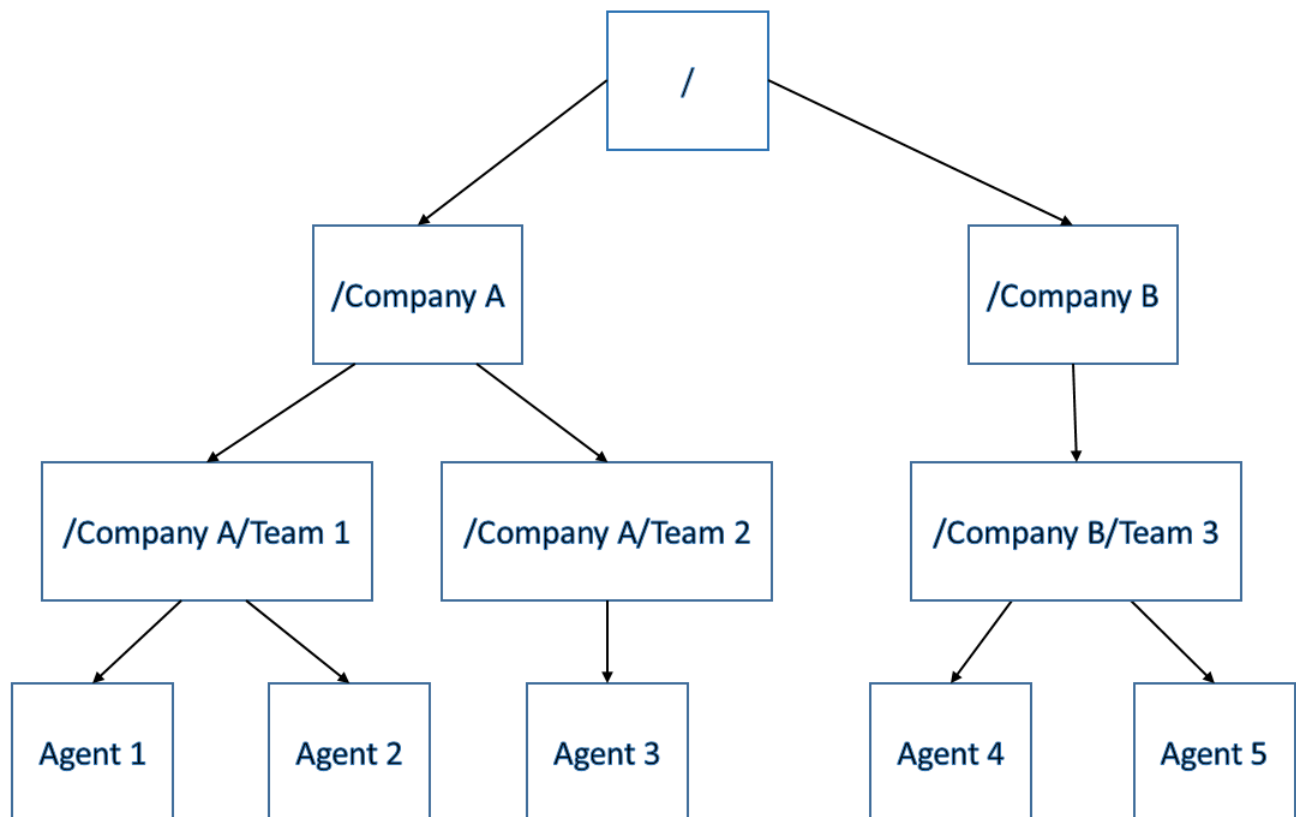 /
/Company A
/Company B
/Company A/Team 1
/Company A/Team 2
/Company B/Team 3
Agent 1
Agent 2
Agent 3
Agent 4
Agent 5